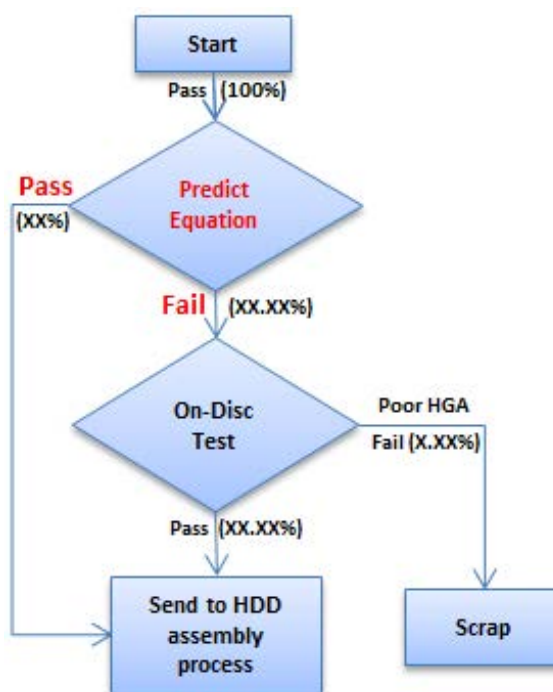 Start
Pass (100%)
Predict
Equation
Pass
(XX%)
Fail (XX.XX%)
On-Disc
Test
Poor HGA
Fail (X.XX%)
Pass (XX.XX%)
Send to HDD
assembly
process
Scrap